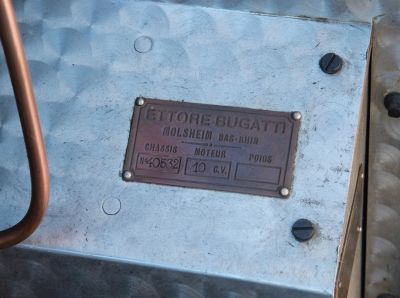 ETTORE BUGATTI
MOLSHEIM BAS-RHIN
CHASSIS MOTEUR POIDS
No 40532 10 C.V.